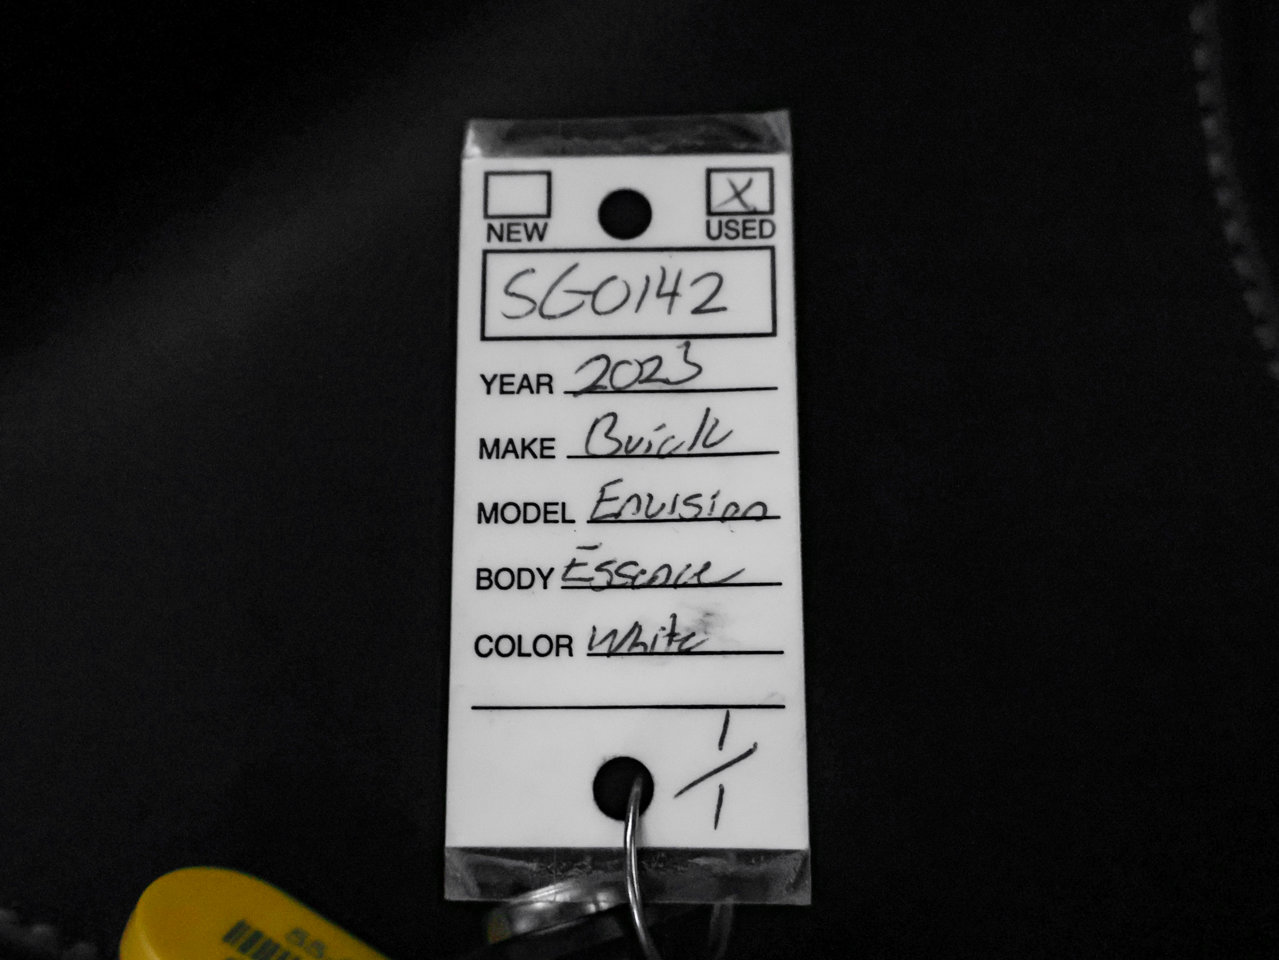 NEW X USED
SG0142
YEAR 2023
MAKE Buick
MODEL Envision
BODY Essence
COLOR White
1/1